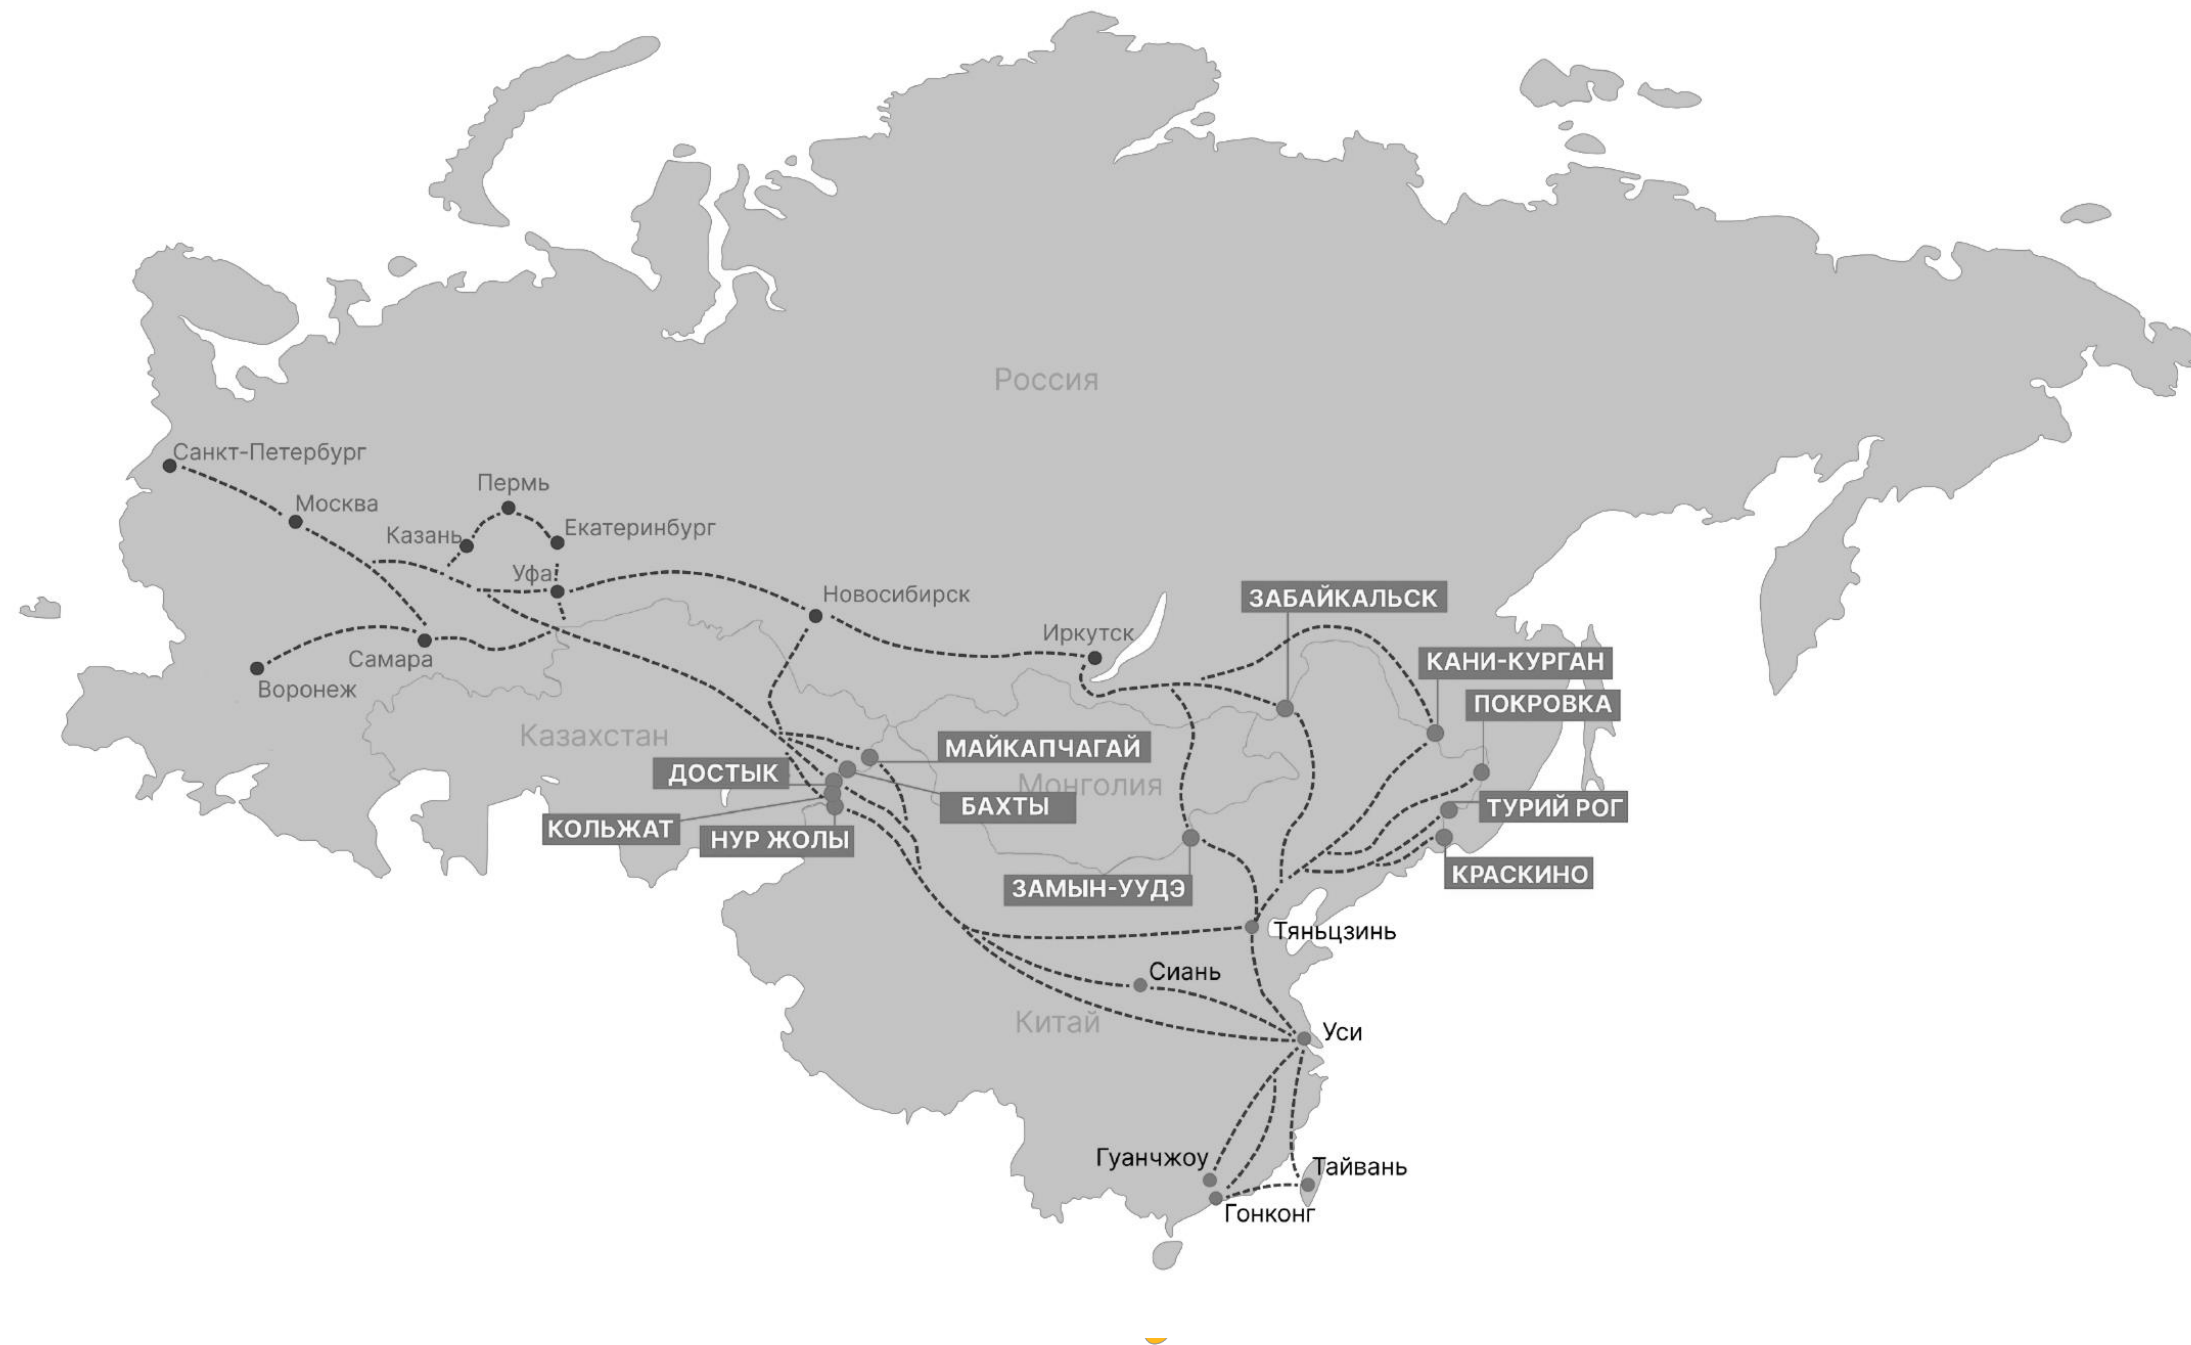 Россия
Санкт-Петербург
Пермь
Москва
Екатеринбург
Казань
Уфа
Новосибирск
ЗАБАЙКАЛЬСК
Иркутск
КАНИ-КУРГАН
Самара
Воронеж
ПОКРОВКА
Казахстан
МАЙКАПЧАГАЙ
ДОСТЫК
Монголия
БАХТЫ
ТУРИЙ РОГ
КОЛЬЖАТ
НУР ЖОЛЫ
КРАСКИНО
ЗАМЫН-УУДЭ
Тяньцзинь
Сиань
Китай
Уси
Гуанчжоу
Тайвань
Гонконг